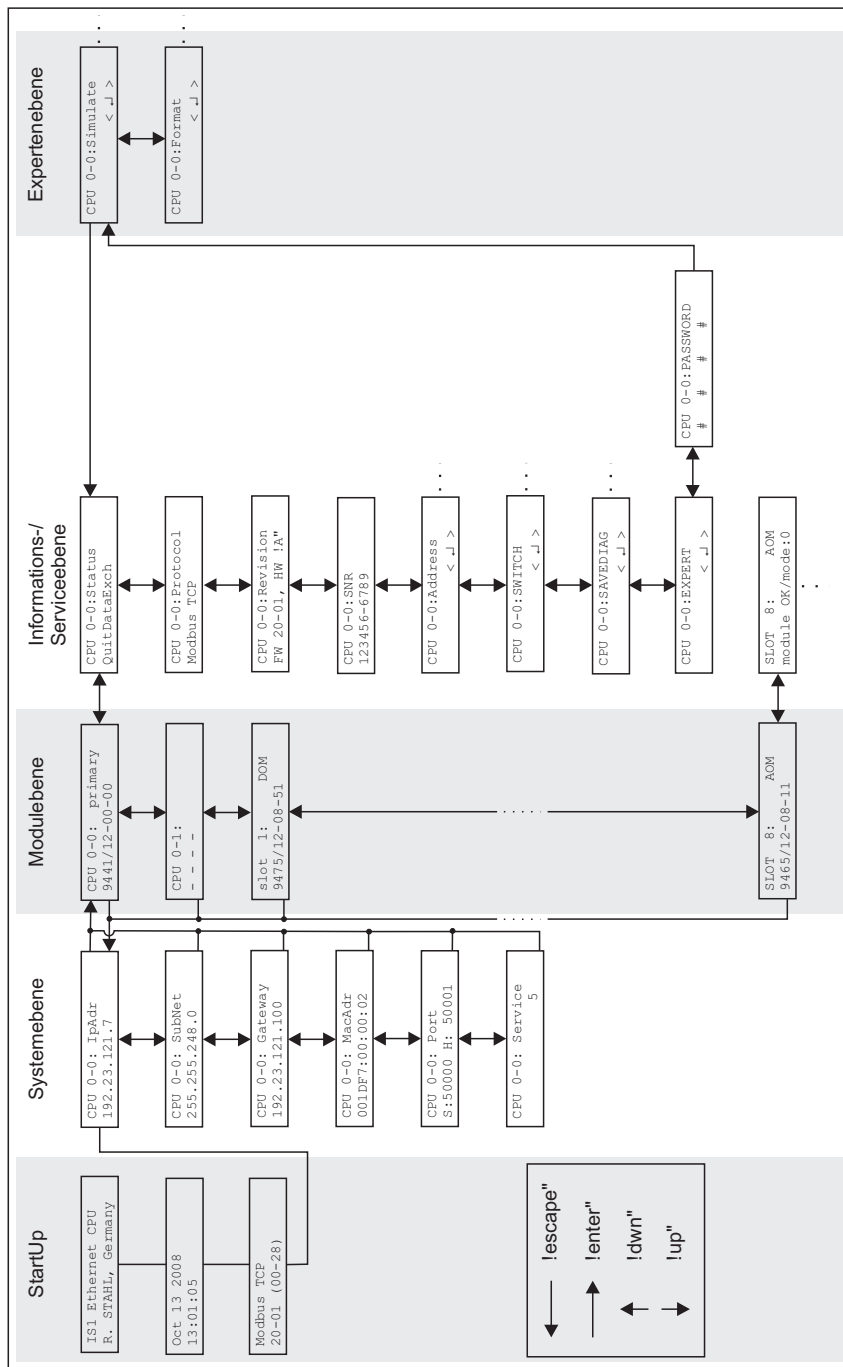 StartUp
IS1 Ethernet CPU
R. STAHL, Germany
Oct 13 2008
13:01:05
Modbus TCP
20-01 (00-28)
!escape"
!enter"
!dwn"
!up"
Systemebene
CPU 0-0: IpAdr
192.23.121.7
CPU 0-0: SubNet
255.255.248.0
CPU 0-0: Gateway
192.23.121.100
CPU 0-0: MacAdr
001DF7:00:00:02
CPU 0-0: Port
S:50000 H: 50001
CPU 0-0: Service
5
Modulebene
CPU 0-0: primary
9441/12-00-00
CPU 0-1:
- - - -
slot 1: DOM
9475/12-08-51
SLOT 8: AOM
9465/12-08-11
Informations-/
Serviceebene
CPU 0-0:Status
QuitDataExch
CPU 0-0:Protocol
Modbus TCP
CPU 0-0:Revision
FW 20-01, HW !A"
CPU 0-0:SNR
123456-6789
CPU 0-0:Address
< ┘ >
CPU 0-0:SWITCH
< ┘ >
CPU 0-0:SAVEDIAG
< ┘ >
CPU 0-0:EXPERT
< ┘ >
SLOT 8: AOM
module OK/mode:0
CPU 0-0:PASSWORD
# # # #
Expertenebene
CPU 0-0:Simulate
< ┘ >
CPU 0-0:Format
< ┘ >